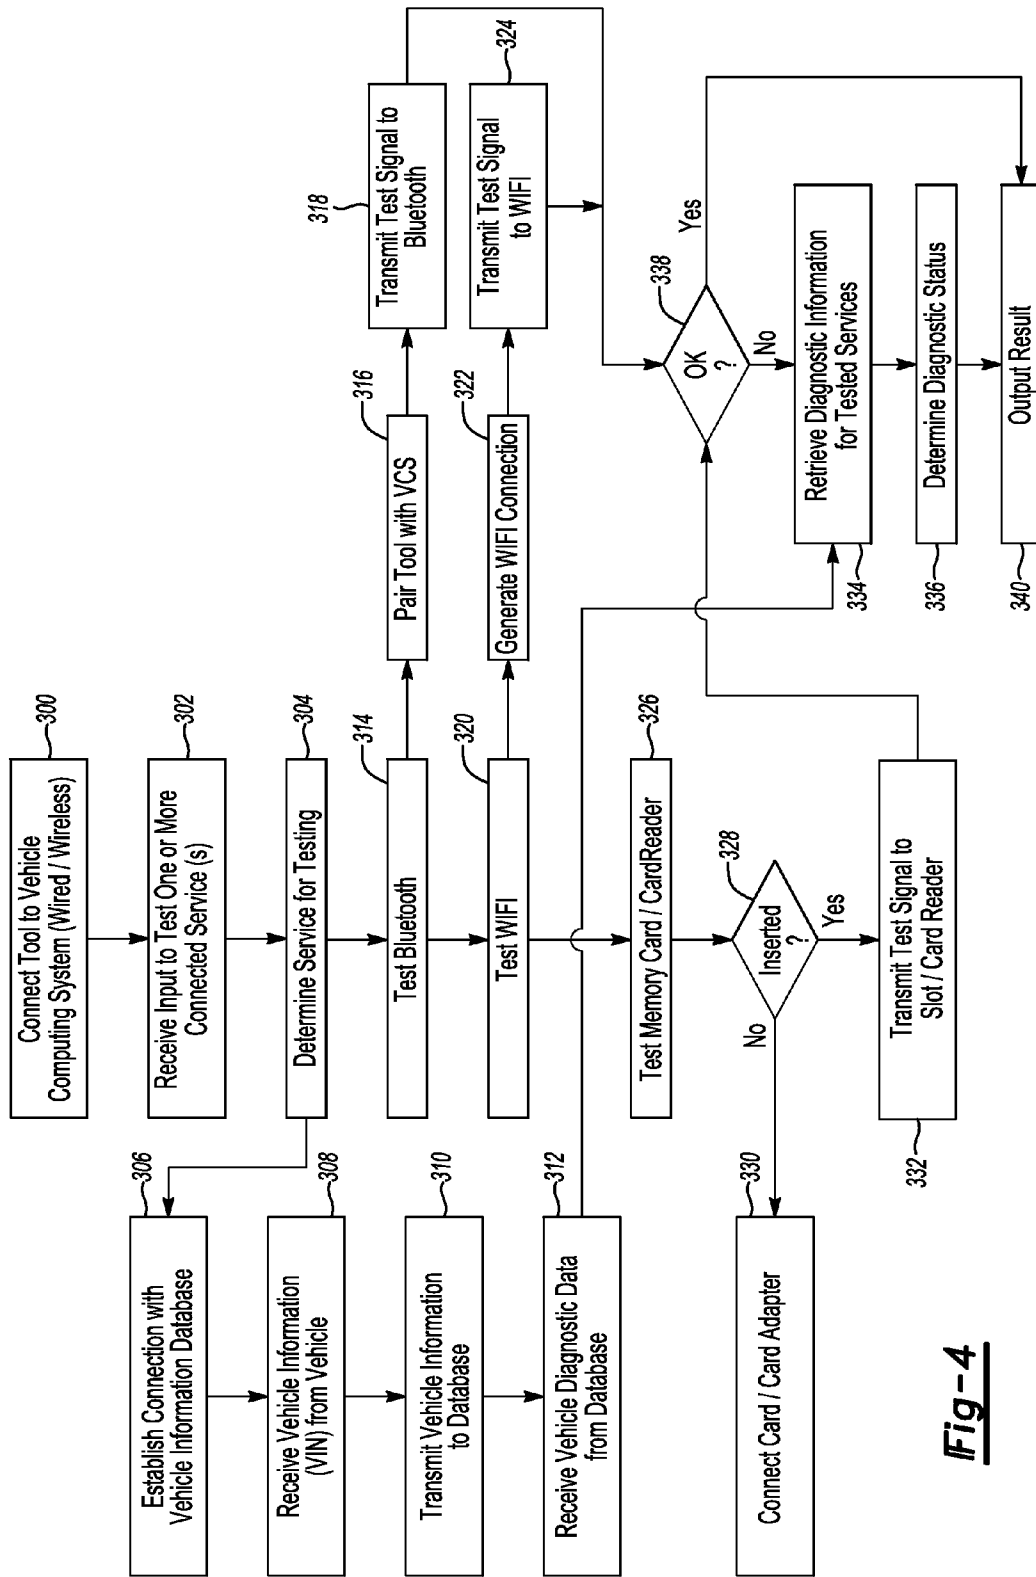 300
Connect Tool to Vehicle
Computing System (Wired / Wireless)
302
Receive Input to Test One or More
Connected Service (s)
304
Determine Service for Testing
306
Establish Connection with
Vehicle Information Database
308
Receive Vehicle Information
(VIN) from Vehicle
310
Transmit Vehicle Information
to Database
312
Receive Vehicle Diagnostic Data
from Database
314
Test Bluetooth
316
Pair Tool with VCS
318
Transmit Test Signal to
Bluetooth
320
Test WIFI
322
Generate WIFI Connection
324
Transmit Test Signal
to WIFI
326
Test Memory Card / CardReader
328
Inserted
?
No
Yes
330
Connect Card / Card Adapter
332
Transmit Test Signal to
Slot / Card Reader
338
OK
?
Yes
No
334
Retrieve Diagnostic Information
for Tested Services
336
Determine Diagnostic Status
340
Output Result
Fig-4